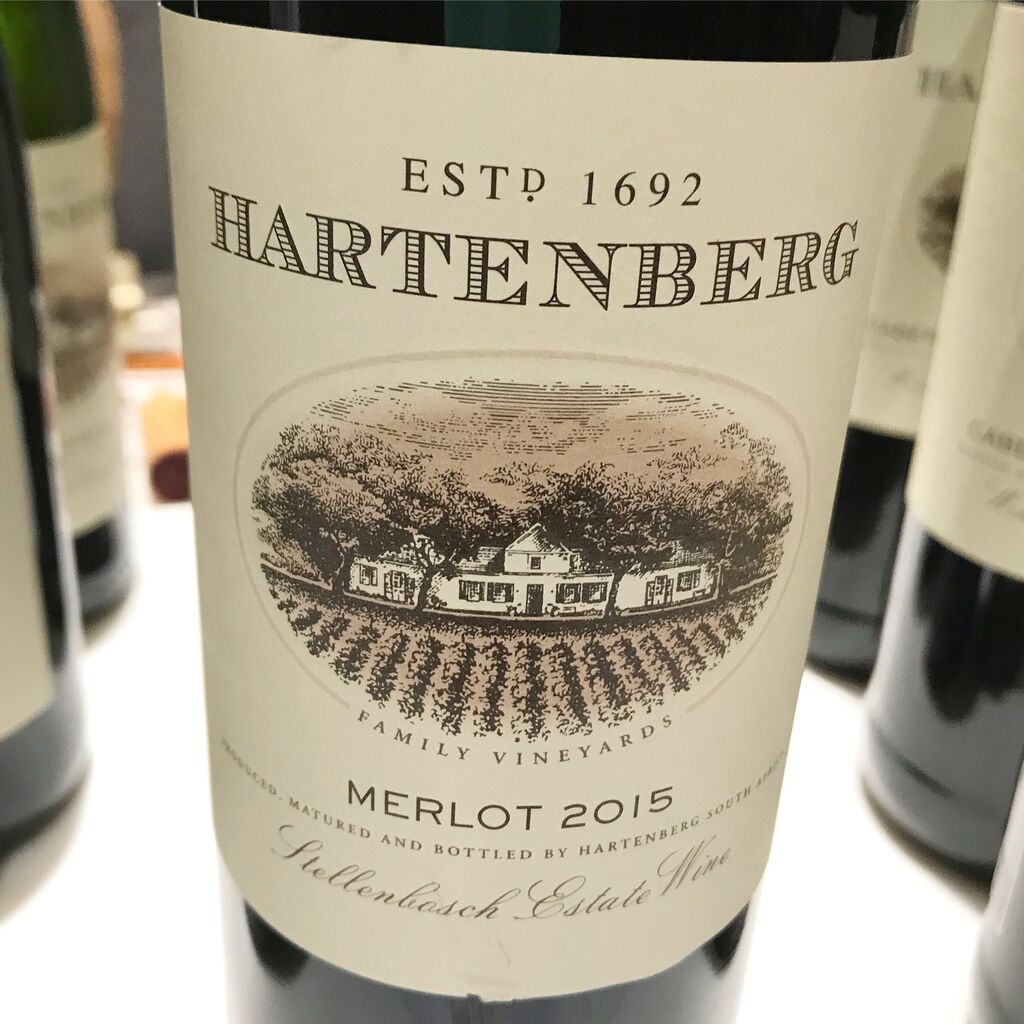 ESTD. 1692
HARTENBERG
FAMILY VINEYARDS
MERLOT 2015
PRODUCED, MATURED AND BOTTLED BY HARTENBERG SOUTH AFRICA
Stellenbosch Estate Wine